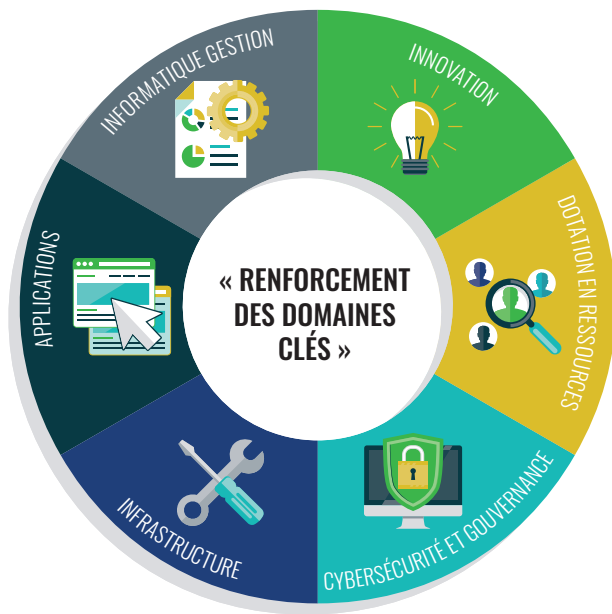 INFORMATIQUE GESTION
INNOVATION
DOTATION EN RESSOURCES
CYBERSÉCURITÉ ET GOUVERNANCE
INFRASTRUCTURE
APPLICATIONS
« RENFORCEMENT
DES DOMAINES
CLÉS »